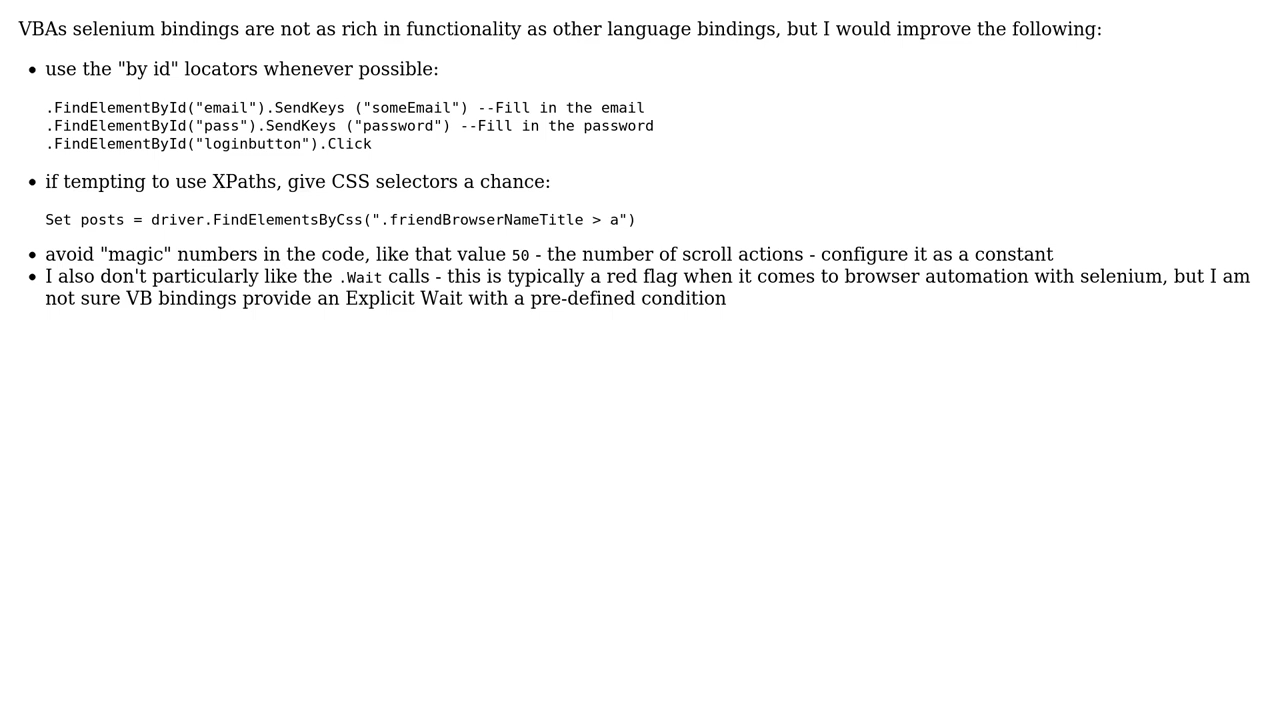 VBAs selenium bindings are not as rich in functionality as other language bindings, but I would improve the following:
• use the "by id" locators whenever possible:
.FindElementById("email").SendKeys ("someEmail") --Fill in the email
.FindElementById("pass").SendKeys ("password") --Fill in the password
.FindElementById("loginbutton").Click
• if tempting to use XPaths, give CSS selectors a chance:
Set posts = driver.FindElementsByCss(".friendBrowserNameTitle > a")
• avoid "magic" numbers in the code, like that value 50 - the number of scroll actions - configure it as a constant
• I also don't particularly like the .Wait calls - this is typically a red flag when it comes to browser automation with selenium, but I am
not sure VB bindings provide an Explicit Wait with a pre-defined condition